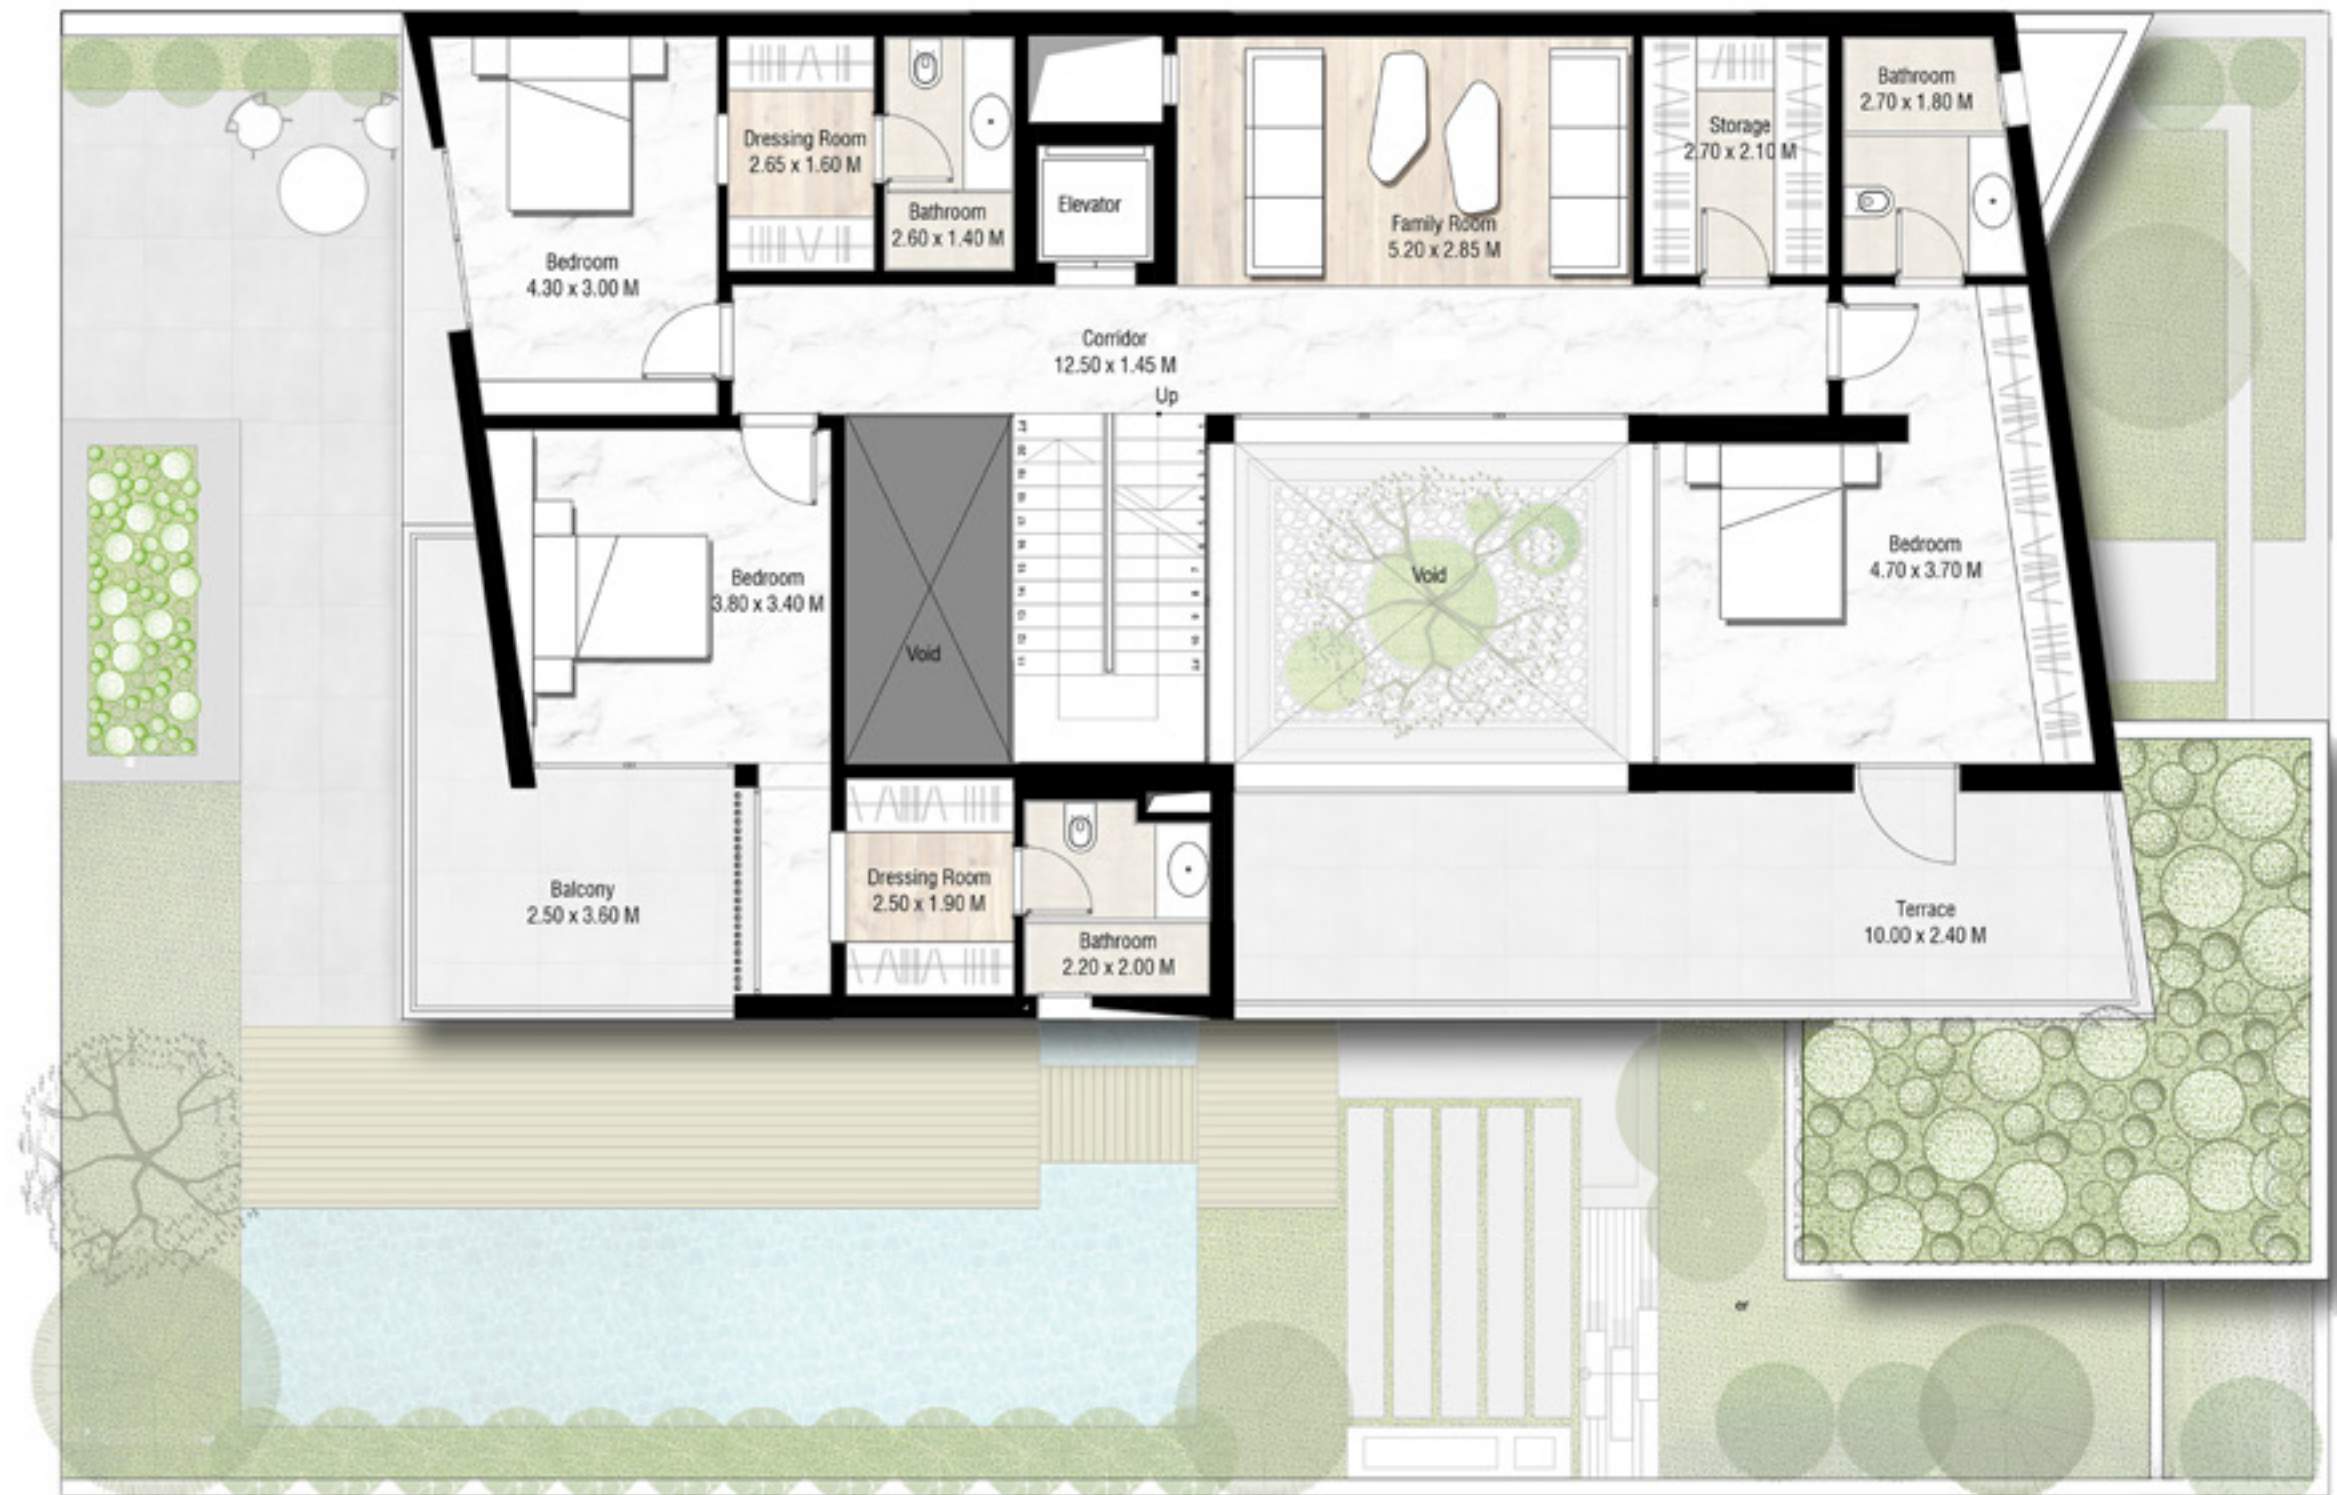 Bathroom
2.70 x 1.80 M
Dressing Room
2.65 x 1.60 M
Storage
2.70 x 2.10 M
Bathroom
2.60 x 1.40 M
Elevator
Family Room
5.20 x 2.85 M
Bedroom
4.30 x 3.00 M
Corridor
12.50 x 1.45 M
Up
Bedroom
3.80 x 3.40 M
Void
Void
Bedroom
4.70 x 3.70 M
Balcony
2.50 x 3.60 M
Dressing Room
2.50 x 1.90 M
Bathroom
2.20 x 2.00 M
Terrace
10.00 x 2.40 M
er